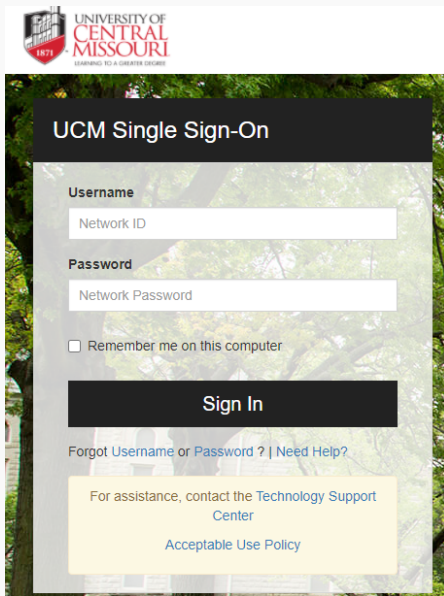 UNIVERSITY OF
CENTRAL
MISSOURI
1871
LEARNING TO A GREATER DEGREE
UCM Single Sign-On
Username
Network ID
Password
Network Password
Remember me on this computer
Sign In
Forgot Username or Password ? | Need Help?
For assistance, contact the Technology Support
Center
Acceptable Use Policy